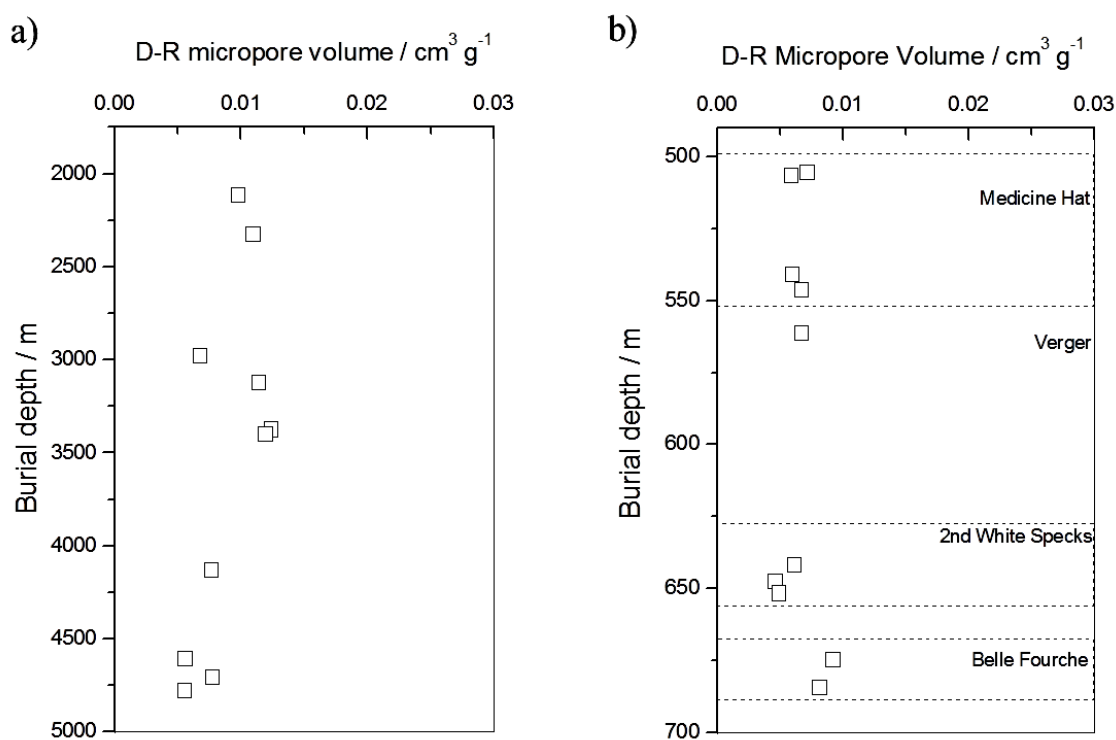 a)
D-R micropore volume / cm³ g⁻¹
0.00 0.01 0.02 0.03
2000
2500
3000
3500
4000
4500
5000
Burial depth / m
b)
D-R Micropore Volume / cm³ g⁻¹
0.00 0.01 0.02 0.03
500
550
600
650
700
Burial depth / m
Medicine Hat
Verger
2nd White Specks
Belle Fourche